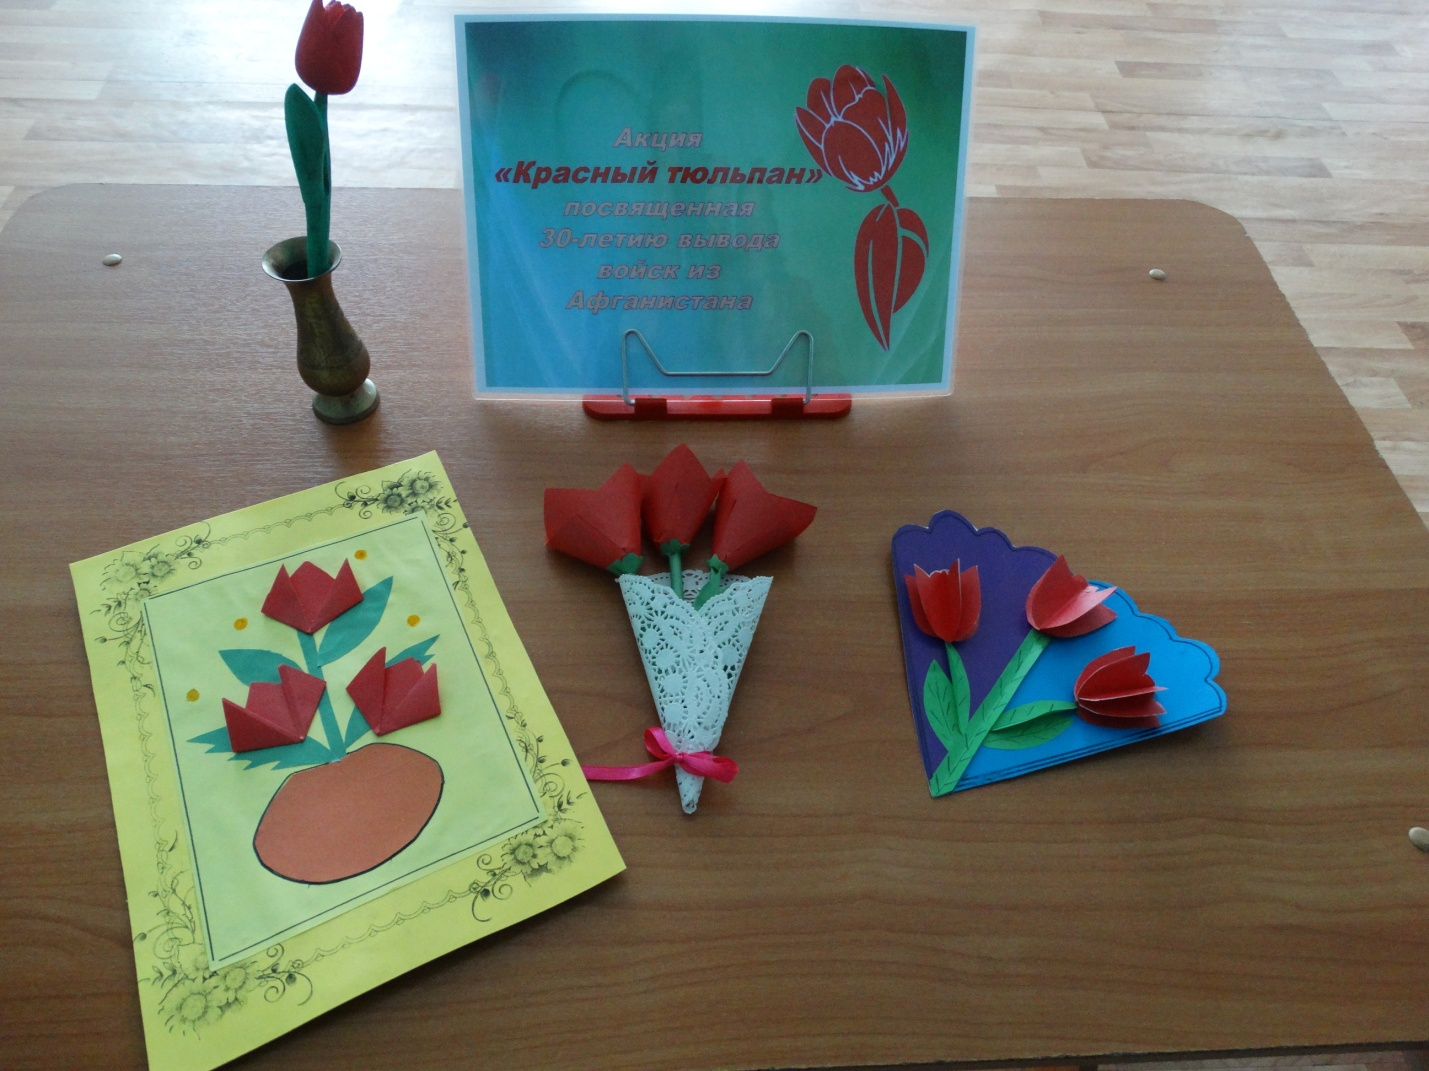 Акция
«Красный тюльпан»
посвященная
30-летию вывода
войск из
Афганистана